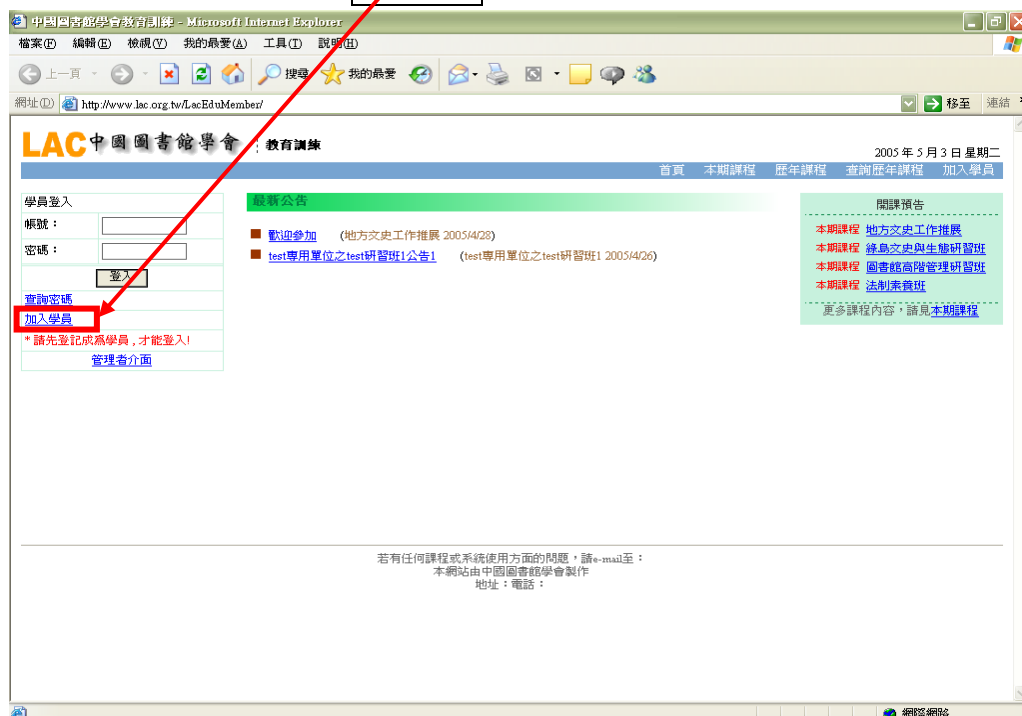 中國圖書館學會教育訓練 - Microsoft Internet Explorer
檔案(F) 編輯(E) 檢視(V) 我的最愛(A) 工具(T) 說明(H)
上一頁 搜尋 我的最愛
網址(D) http://www.lac.org.tw/LacEduMember/ 移至 連結
LAC中國圖書館學會 教育訓練
2005 年 5 月 3 日 星期二
首頁 本期課程 歷年課程 查詢歷年課程 加入學員
學員登入
帳號：
密碼：
登入
查詢密碼
加入學員
* 請先登記成為學員 , 才能登入!
管理者介面
最新公告
歡迎參加 (地方文史工作推展 2005/4/28)
test專用單位之test研習班1公告1 (test專用單位之test研習班1 2005/4/26)
開課預告
本期課程 地方文史工作推展
本期課程 綠島文史與生態研習班
本期課程 圖書館高階管理研習班
本期課程 法制素養班
更多課程內容，請見本期課程
若有任何課程或系統使用方面的問題，請e-mail至：
本網站由中國圖書館學會製作
地址：電話：
網際網路